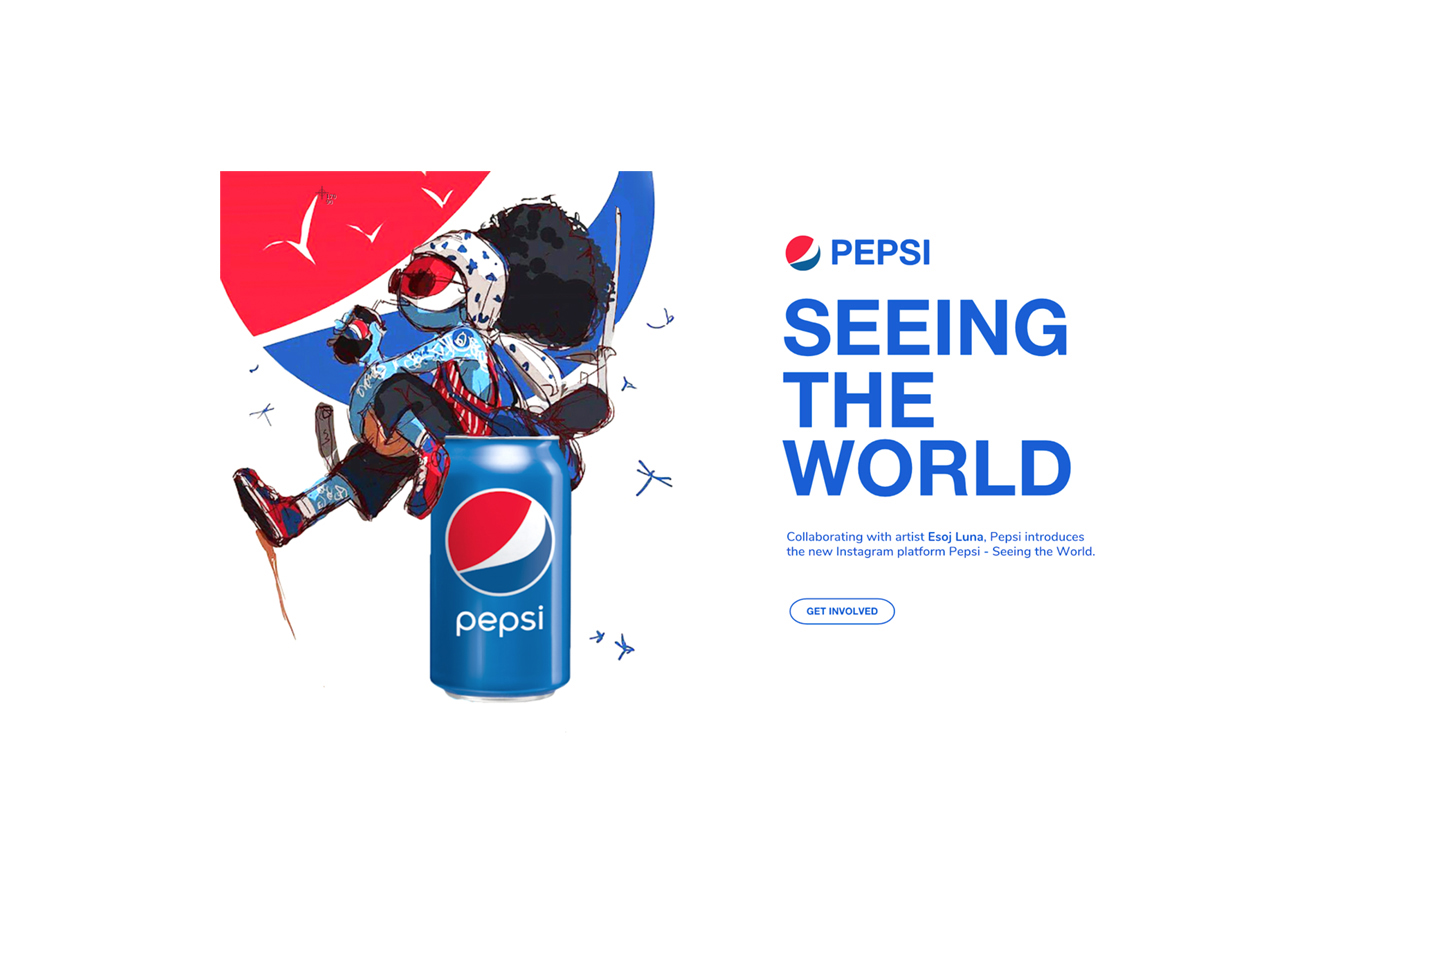 PEPSI
SEEING
THE
WORLD
Collaborating with artist Esoj Luna, Pepsi introduces
the new Instagram platform Pepsi - Seeing the World.
GET INVOLVED
pepsi